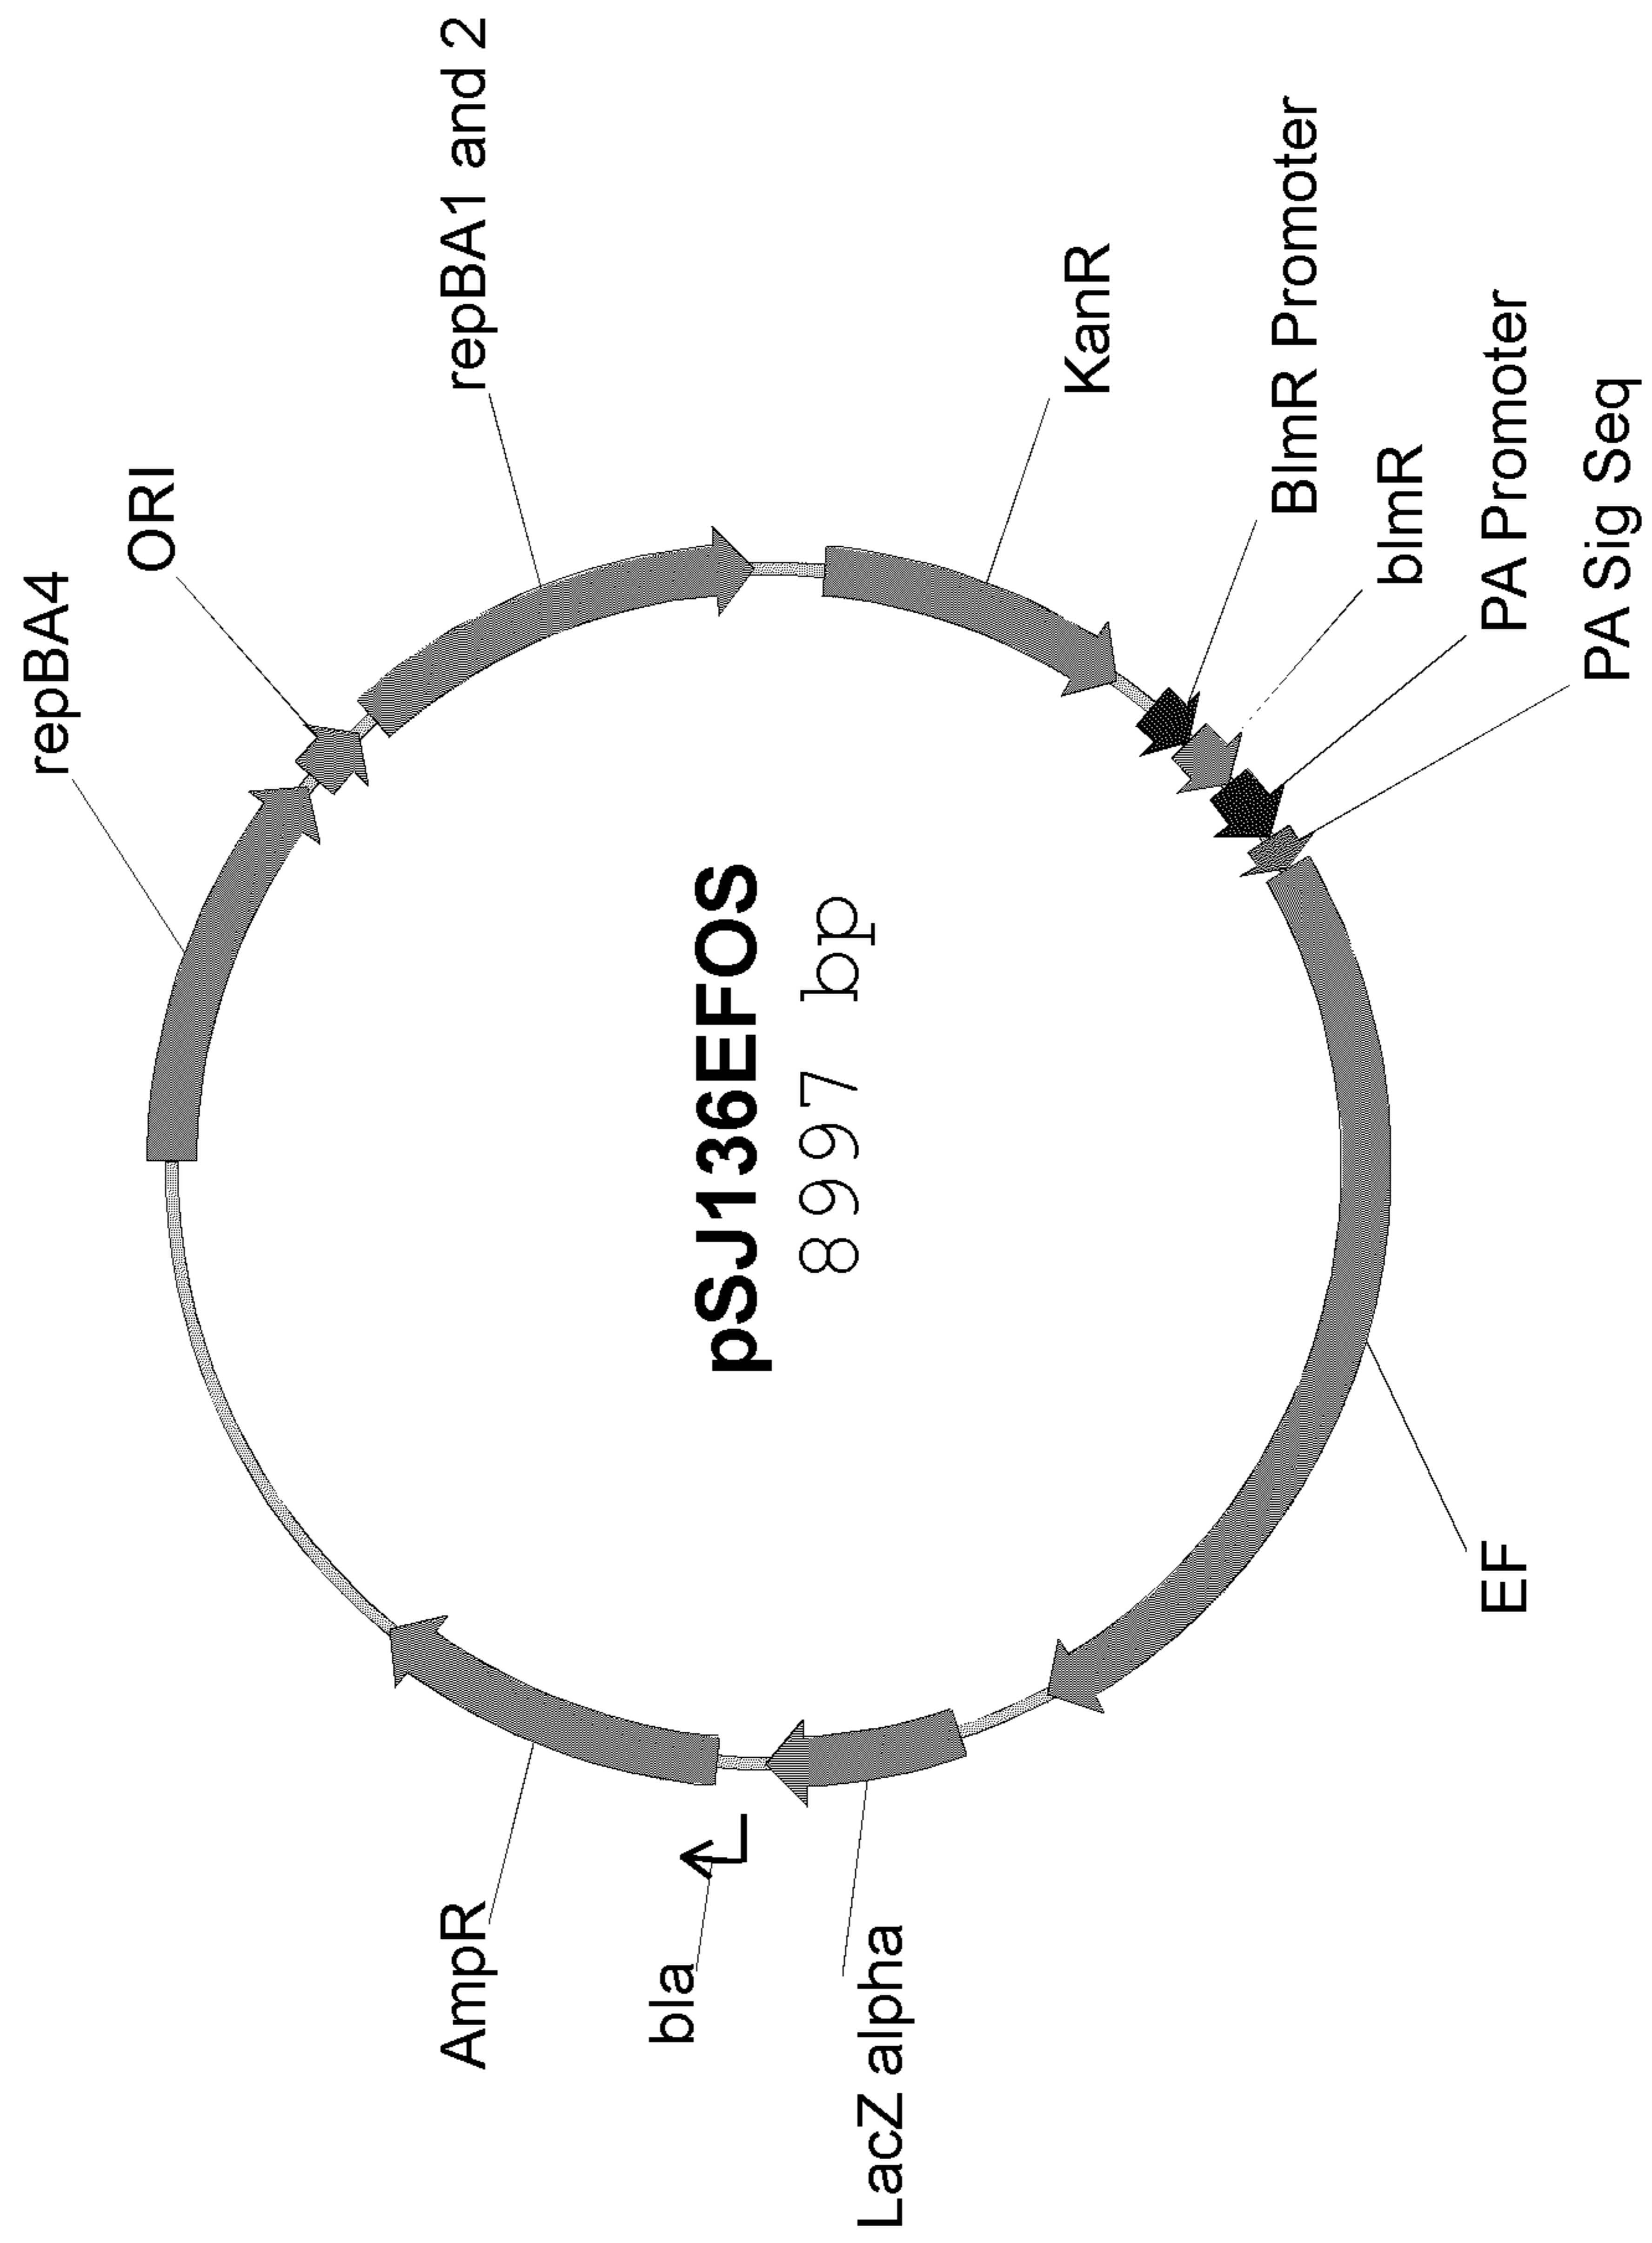 repBA4
ORI
repBA1 and 2
KanR
BlmR Promoter
blmR
PA Promoter
PA Sig Seq
pSJ136EFOS
8997 bp
EF
LacZ alpha
bla
AmpR